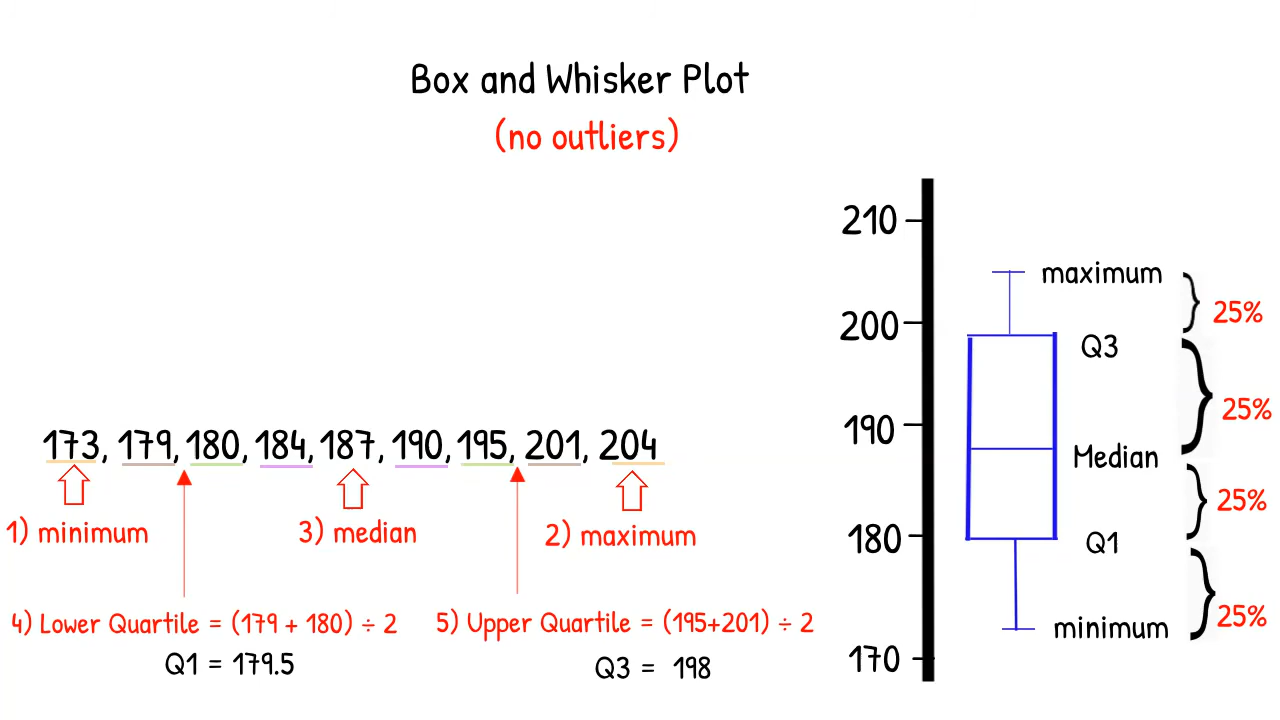 Box and Whisker Plot
(no outliers)
173, 179, 180, 184, 187, 190, 195, 201, 204
1) minimum
3) median
2) maximum
4) Lower Quartile = (179 + 180) ÷ 2
Q1 = 179.5
5) Upper Quartile = (195+201) ÷ 2
Q3 = 198
210
200
190
180
170
maximum
Q3
Median
Q1
minimum
25%
25%
25%
25%